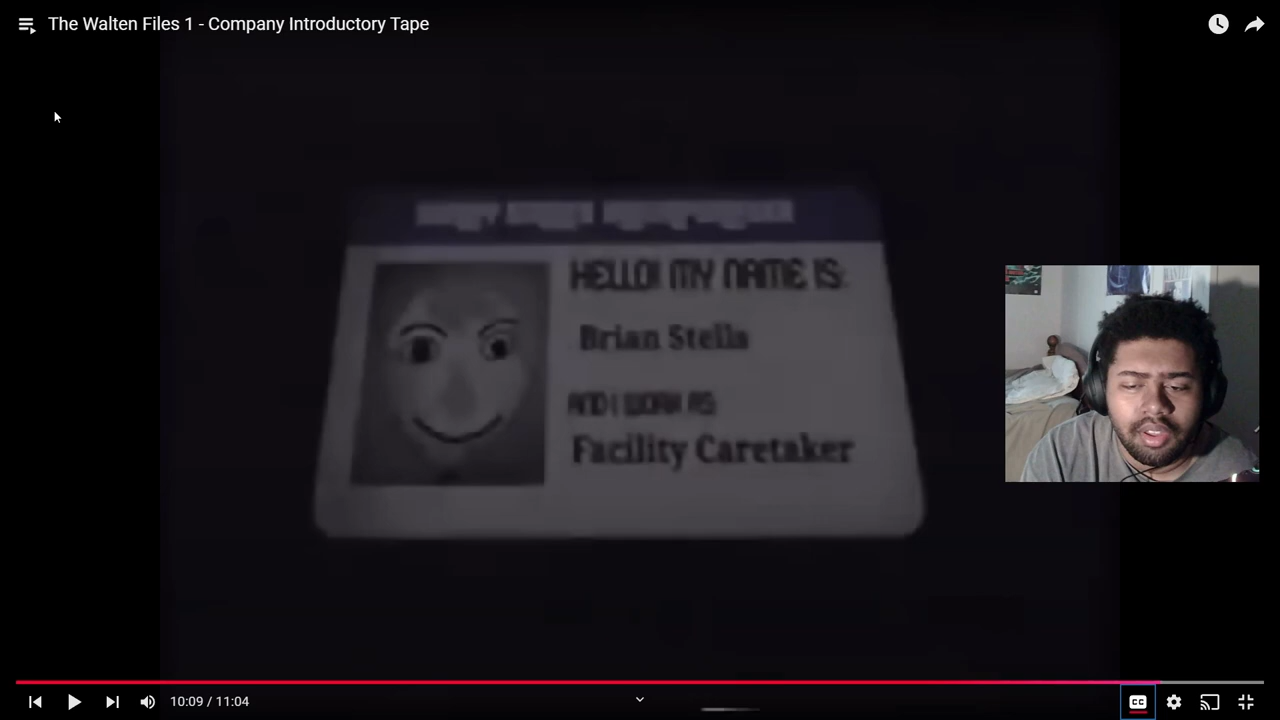 The Walten Files 1 - Company Introductory Tape
HELLO! MY NAME IS:
Brian Stella
AND I WORK AS
Facility Caretaker
10:09 / 11:04
CC